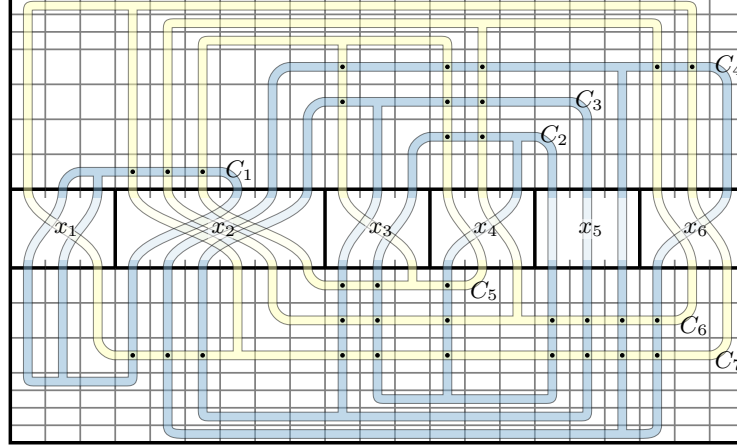 C₄
C₃
C₂
C₁
x₁ x₂ x₃ x₄ x₅ x₆
C₅
C₆
C₇